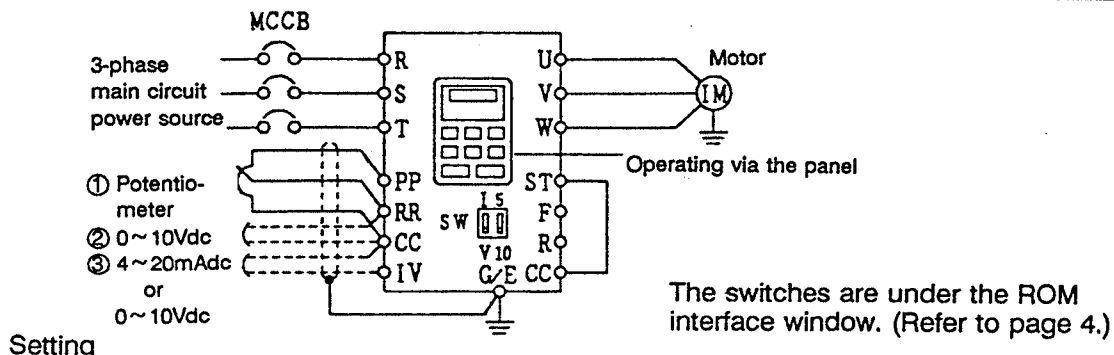 MCCB
3-phase
main circuit
power source
R
S
T
U
V
W
Motor
IM
Operating via the panel
① Potentio-
meter
② 0~10Vdc
③ 4~20mAdc
or
0~10Vdc
PP
RR
CC
IV
I 5
SW
V 10
G/E
ST
F
R
CC
The switches are under the ROM
interface window. (Refer to page 4.)
Setting